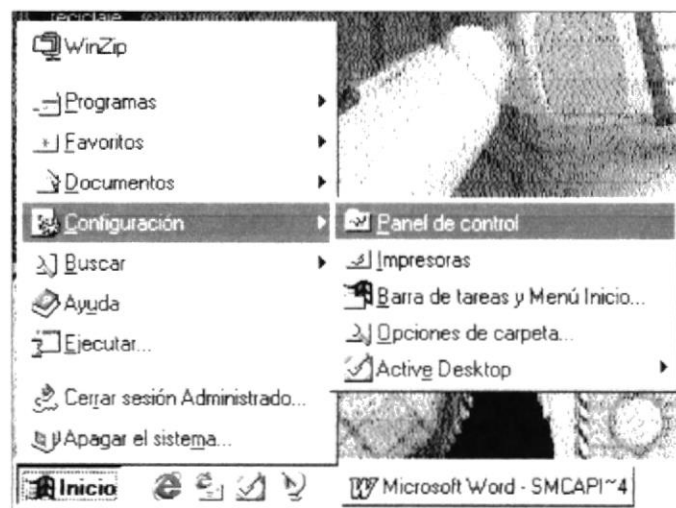 reciclaje
WinZip
Programas
Favoritos
Documentos
Configuración
Panel de control
Buscar
Impresoras
Ayuda
Barra de tareas y Menú Inicio...
Ejecutar...
Opciones de carpeta...
Active Desktop
Cerrar sesión Administrado...
Apagar el sistema...
Inicio
Microsoft Word - SMCAPI~4